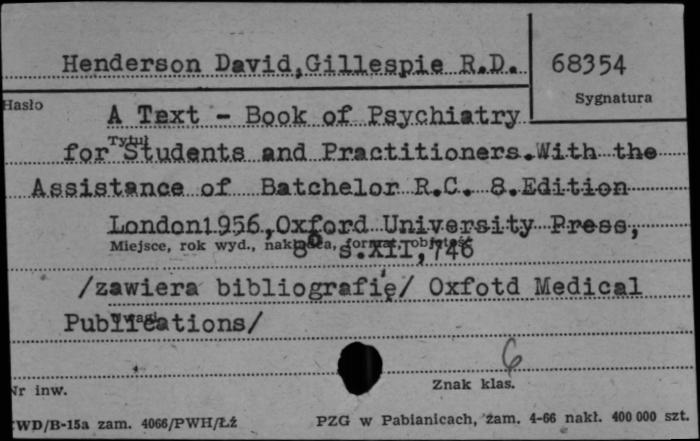 Henderson David,Gillespie R.D.
68354
Hasło
Sygnatura
A Text - Book of Psychiatry
Tytuł
for Students and Practitioners.With the
Assistance of Batchelor R.C. 8.Edition
London1956,Oxford University Press,
Miejsce, rok wyd., nakładca, format, objętość
8° s.XII,746
/zawiera bibliografię/ Oxfotd Medical
Uwagi
Publications/
6
Nr inw.
Znak klas.
WD/B-15a zam. 4066/PWH/Łź
PZG w Pabianicach, zam. 4-66 nakł. 400 000 szt.